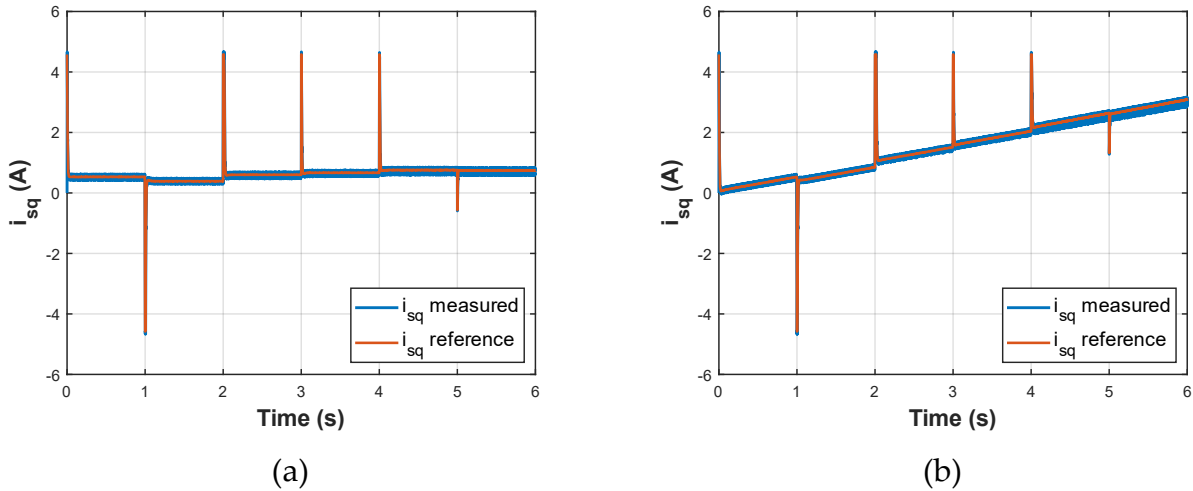 6
4
2
0
-2
-4
-6
i_sq (A)
0 1 2 3 4 5 6
Time (s)
i_sq measured
i_sq reference
(a)
6
4
2
0
-2
-4
-6
i_sq (A)
0 1 2 3 4 5 6
Time (s)
i_sq measured
i_sq reference
(b)